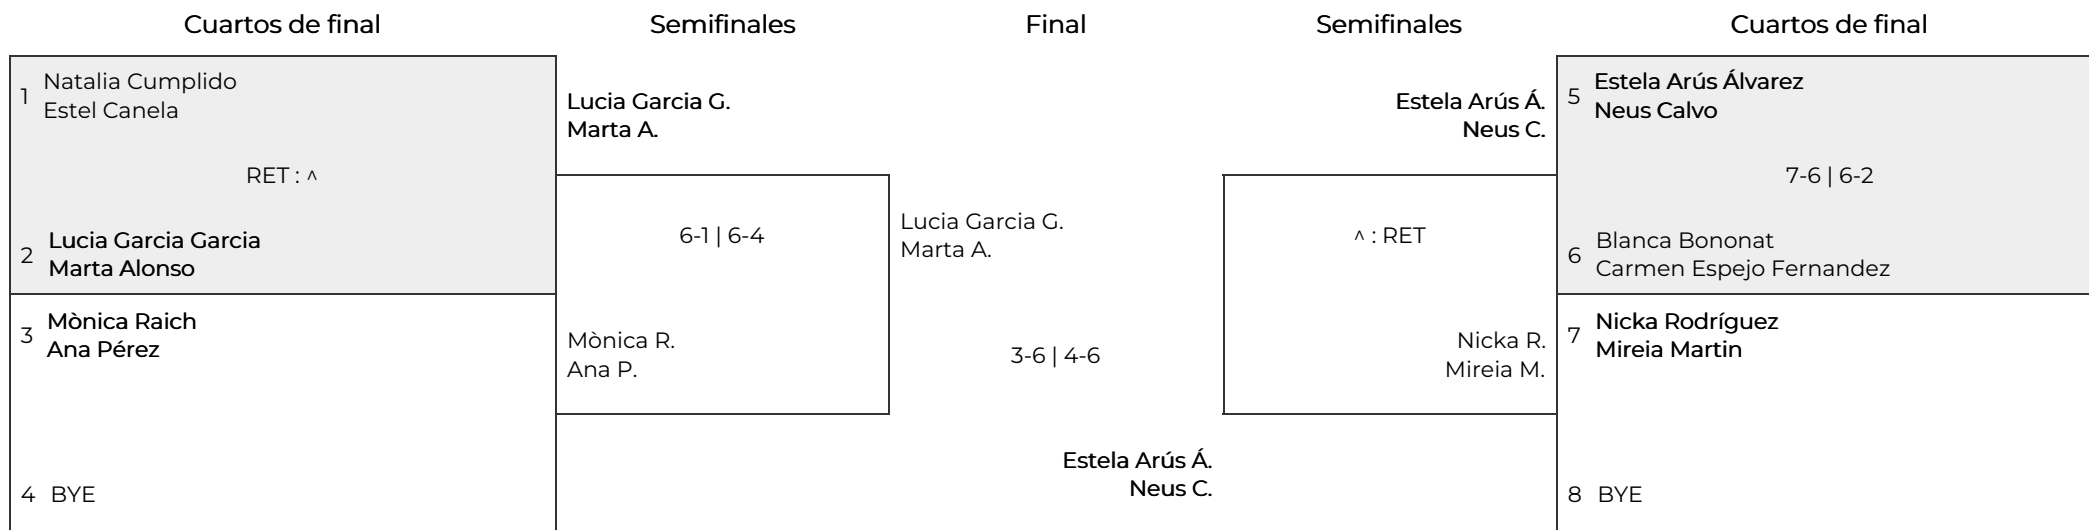 Cuartos de final
Semifinales
Final
Semifinales
Cuartos de final
1
Natalia Cumplido
Estel Canela
RET : ^
2
Lucia Garcia Garcia
Marta Alonso
3
Mònica Raich
Ana Pérez
4 BYE
Lucia Garcia G.
Marta A.
6-1 | 6-4
Mònica R.
Ana P.
Lucia Garcia G.
Marta A.
3-6 | 4-6
Estela Arús Á.
Neus C.
Estela Arús Á.
Neus C.
^ : RET
Nicka R.
Mireia M.
5
Estela Arús Álvarez
Neus Calvo
7-6 | 6-2
6
Blanca Bononat
Carmen Espejo Fernandez
7
Nicka Rodríguez
Mireia Martin
8 BYE